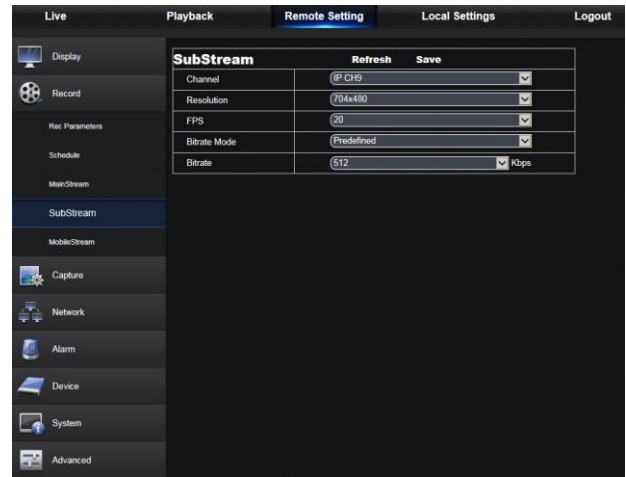 Live Playback Remote Setting Local Settings Logout
Display
Record
Rec Parameters
Schedule
MainStream
SubStream
MobileStream
Capture
Network
Alarm
Device
System
Advanced
SubStream Refresh Save
Channel IP CH9
Resolution 704x480
FPS 20
Bitrate Mode Predefined
Bitrate 512 Kbps